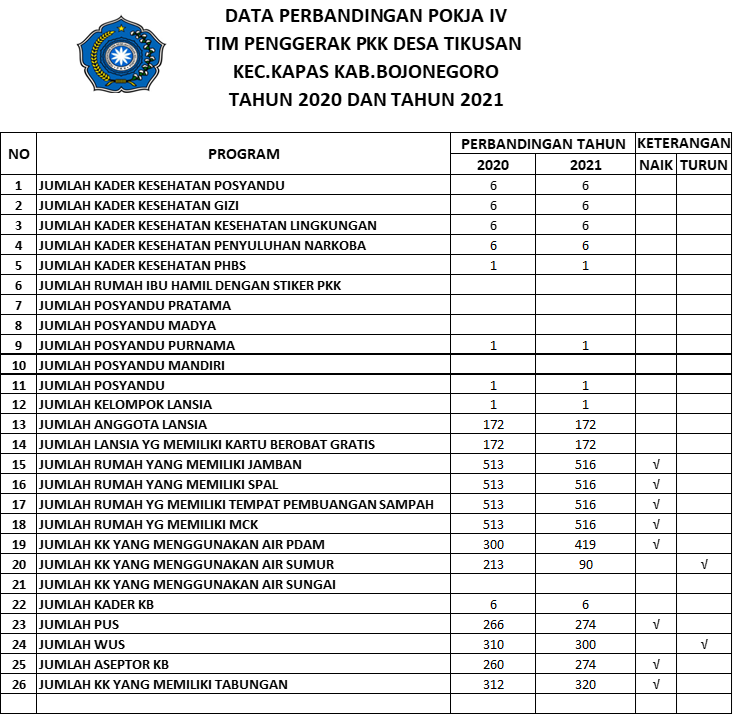 DATA PERBANDINGAN POKJA IV
TIM PENGGERAK PKK DESA TIKUSAN
KEC.KAPAS KAB.BOJONEGORO
TAHUN 2020 DAN TAHUN 2021
NO PROGRAM PERBANDINGAN TAHUN KETERANGAN
2020 2021 NAIK TURUN
1 JUMLAH KADER KESEHATAN POSYANDU 6 6
2 JUMLAH KADER KESEHATAN GIZI 6 6
3 JUMLAH KADER KESEHATAN KESEHATAN LINGKUNGAN 6 6
4 JUMLAH KADER KESEHATAN PENYULUHAN NARKOBA 6 6
5 JUMLAH KADER KESEHATAN PHBS 1 1
6 JUMLAH RUMAH IBU HAMIL DENGAN STIKER PKK
7 JUMLAH POSYANDU PRATAMA
8 JUMLAH POSYANDU MADYA
9 JUMLAH POSYANDU PURNAMA 1 1
10 JUMLAH POSYANDU MANDIRI
11 JUMLAH POSYANDU 1 1
12 JUMLAH KELOMPOK LANSIA 1 1
13 JUMLAH ANGGOTA LANSIA 172 172
14 JUMLAH LANSIA YG MEMILIKI KARTU BEROBAT GRATIS 172 172
15 JUMLAH RUMAH YANG MEMILIKI JAMBAN 513 516 √
16 JUMLAH RUMAH YANG MEMILIKI SPAL 513 516 √
17 JUMLAH RUMAH YG MEMILIKI TEMPAT PEMBUANGAN SAMPAH 513 516 √
18 JUMLAH RUMAH YG MEMILIKI MCK 513 516 √
19 JUMLAH KK YANG MENGGUNAKAN AIR PDAM 300 419 √
20 JUMLAH KK YANG MENGGUNAKAN AIR SUMUR 213 90 √
21 JUMLAH KK YANG MENGGUNAKAN AIR SUNGAI
22 JUMLAH KADER KB 6 6
23 JUMLAH PUS 266 274 √
24 JUMLAH WUS 310 300 √
25 JUMLAH ASEPTOR KB 260 274 √
26 JUMLAH KK YANG MEMILIKI TABUNGAN 312 320 √